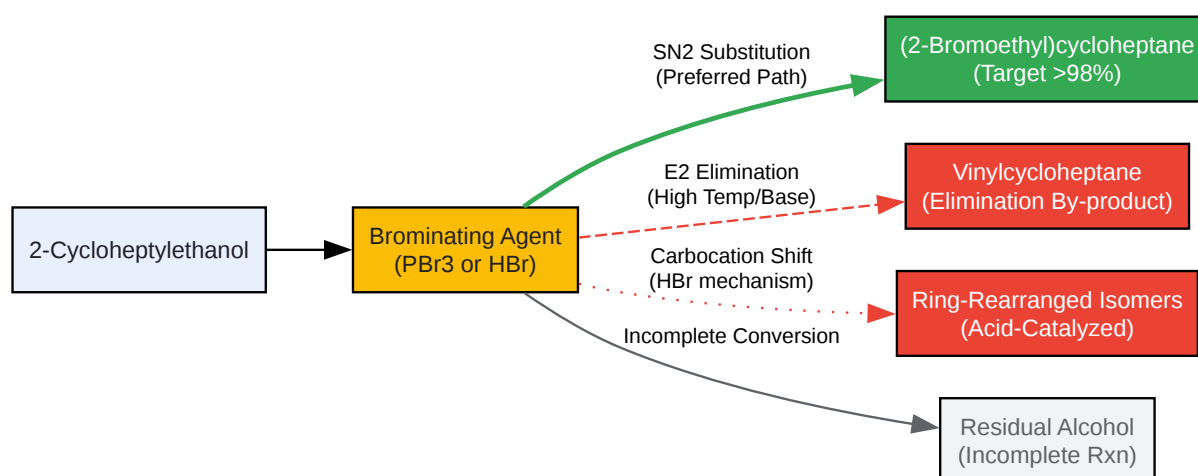 2-Cycloheptylethanol
Brominating Agent
(PBr3 or HBr)
SN2 Substitution
(Preferred Path)
(2-Bromoethyl)cycloheptane
(Target >98%)
E2 Elimination
(High Temp/Base)
Vinylcycloheptane
(Elimination By-product)
Carbocation Shift
(HBr mechanism)
Ring-Rearranged Isomers
(Acid-Catalyzed)
Incomplete Conversion
Residual Alcohol
(Incomplete Rxn)